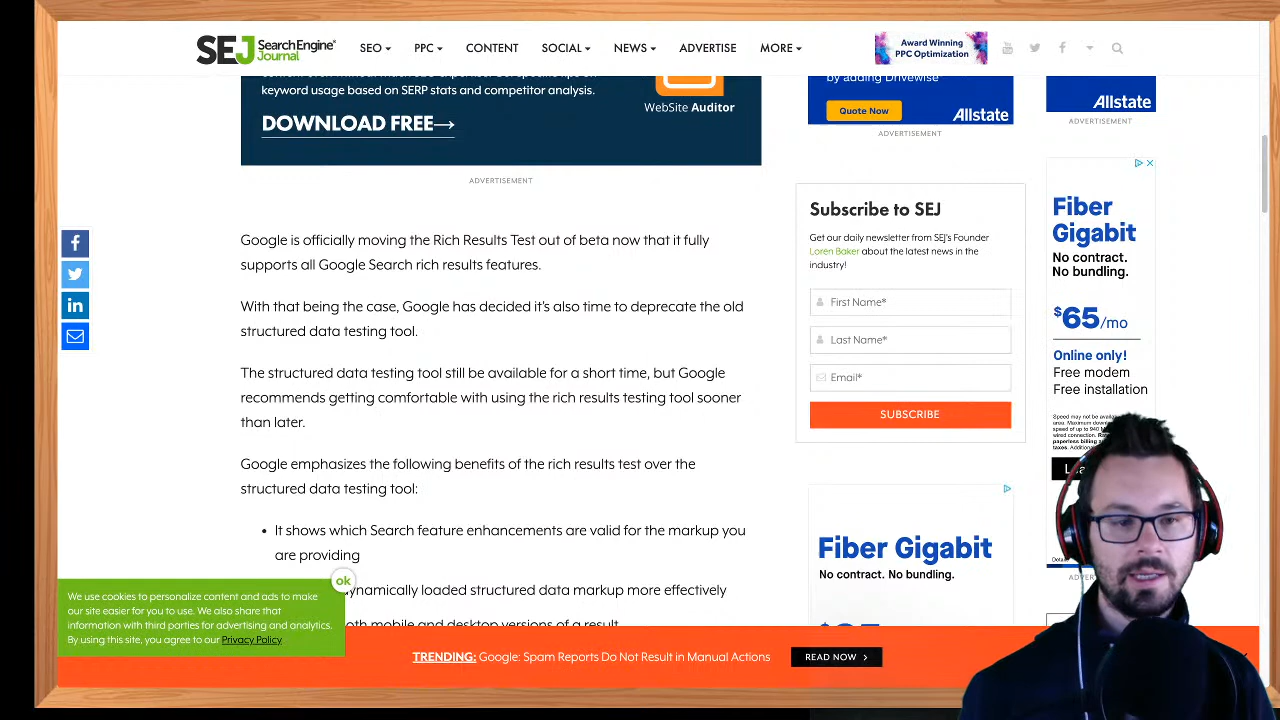 SEJ Search Engine Journal
SEO
PPC
CONTENT
SOCIAL
NEWS
ADVERTISE
MORE
Award Winning
PPC Optimization
keyword usage based on SERP stats and competitor analysis.
DOWNLOAD FREE→
WebSite Auditor
ADVERTISEMENT
by adding Drivewise
Quote Now
Allstate
ADVERTISEMENT
Allstate
ADVERTISEMENT
Google is officially moving the Rich Results Test out of beta now that it fully
supports all Google Search rich results features.
With that being the case, Google has decided it's also time to deprecate the old
structured data testing tool.
The structured data testing tool still be available for a short time, but Google
recommends getting comfortable with using the rich results testing tool sooner
than later.
Google emphasizes the following benefits of the rich results test over the
structured data testing tool:
• It shows which Search feature enhancements are valid for the markup you
are providing
dynamically loaded structured data markup more effectively
both mobile and desktop versions of a result
Subscribe to SEJ
Get our daily newsletter from SEJ's Founder
Loren Baker about the latest news in the
industry!
First Name*
Last Name*
Email*
SUBSCRIBE
Fiber
Gigabit
No contract.
No bundling.
$65/mo
Online only!
Free modem
Free installation
Fiber Gigabit
No contract. No bundling.
ok
We use cookies to personalize content and ads to make
our site easier for you to use. We also share that
information with third parties for advertising and analytics.
By using this site, you agree to our Privacy Policy
TRENDING: Google: Spam Reports Do Not Result in Manual Actions
READ NOW >